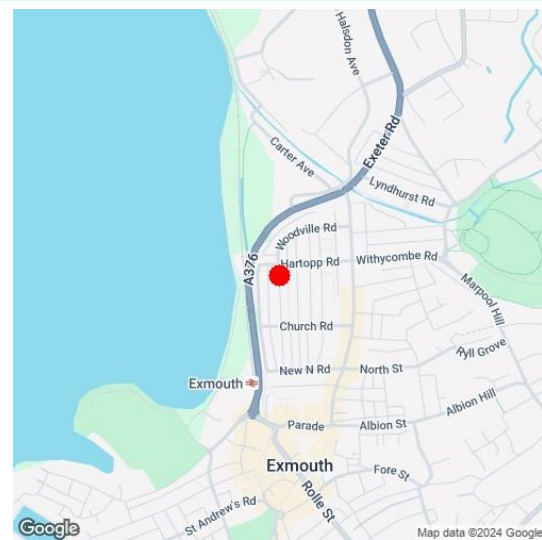 Halsdon Ave
Exeter Rd
Carter Ave
Lyndhurst Rd
Woodville Rd
A376
Hartopp Rd
Withycombe Rd
Marpool Hill
Church Rd
Ryll Grove
New N Rd
North St
Exmouth
Albion Hill
Parade
Albion St
Exmouth
Fore St
Rolle St
St Andrew's Rd
Google
Map data ©2024 Google